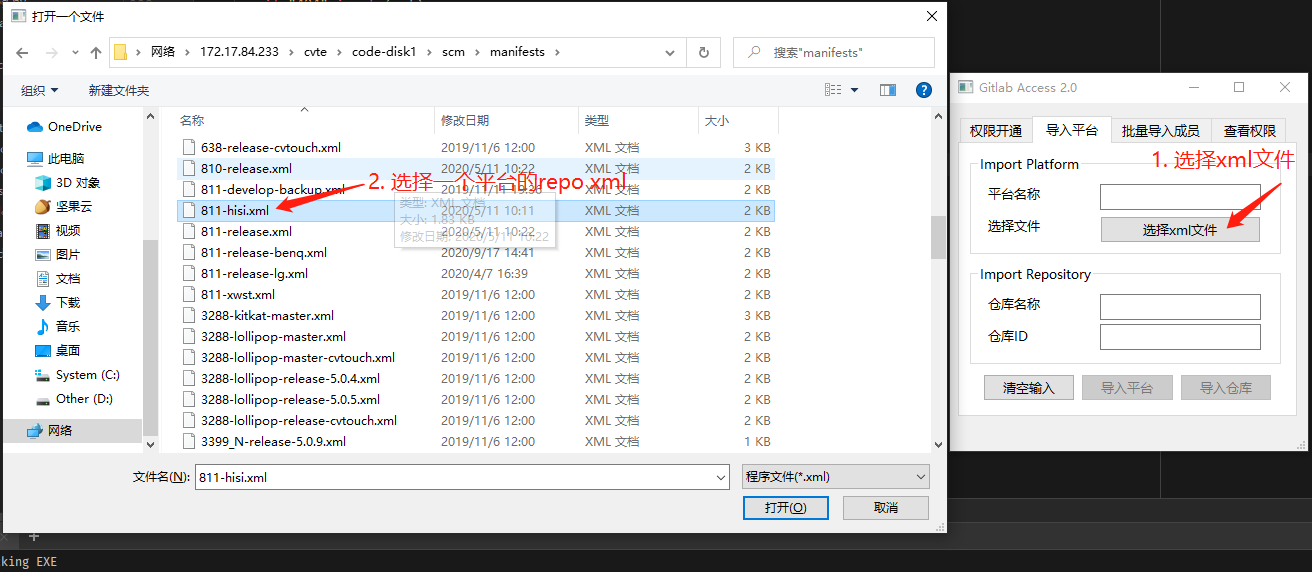 打开一个文件
网络 › 172.17.84.233 › cvte › code-disk1 › scm › manifests ›
搜索"manifests"
组织
新建文件夹
OneDrive
此电脑
3D 对象
坚果云
视频
图片
文档
下载
音乐
桌面
System (C:)
Other (D:)
网络
名称 修改日期 类型 大小
638-release-cvtouch.xml 2019/11/6 12:00 XML 文档 3 KB
810-release.xml 2020/5/11 10:22 XML 文档 2 KB
811-develop-backup.xml XML 文档 2 KB
2. 选择一个平台的repo.xml
811-hisi.xml 2020/5/11 10:11 XML 文档 2 KB
类型: XML 文档
大小: 1.83 KB
修改日期: 2020/5/11 10:22
811-release.xml 2020/5/11 10:22 XML 文档 2 KB
811-release-benq.xml 2020/9/17 14:41 XML 文档 2 KB
811-release-lg.xml 2020/4/7 16:39 XML 文档 2 KB
811-xwst.xml 2019/11/6 12:00 XML 文档 2 KB
3288-kitkat-master.xml 2019/11/6 12:00 XML 文档 3 KB
3288-lollipop-master.xml 2019/11/6 12:00 XML 文档 2 KB
3288-lollipop-master-cvtouch.xml 2019/11/6 12:00 XML 文档 2 KB
3288-lollipop-release-5.0.4.xml 2019/11/6 12:00 XML 文档 2 KB
3288-lollipop-release-5.0.5.xml 2019/11/6 12:00 XML 文档 2 KB
3288-lollipop-release-cvtouch.xml 2019/11/6 12:00 XML 文档 2 KB
3399_N-release-5.0.9.xml 2019/11/6 12:00 XML 文档 1 KB
文件名(N): 811-hisi.xml 程序文件(*.xml)
打开(O) 取消
Gitlab Access 2.0
权限开通 导入平台 批量导入成员 查看权限
1. 选择xml文件
Import Platform
平台名称
选择文件 选择xml文件
Import Repository
仓库名称
仓库ID
清空输入 导入平台 导入仓库
king EXE